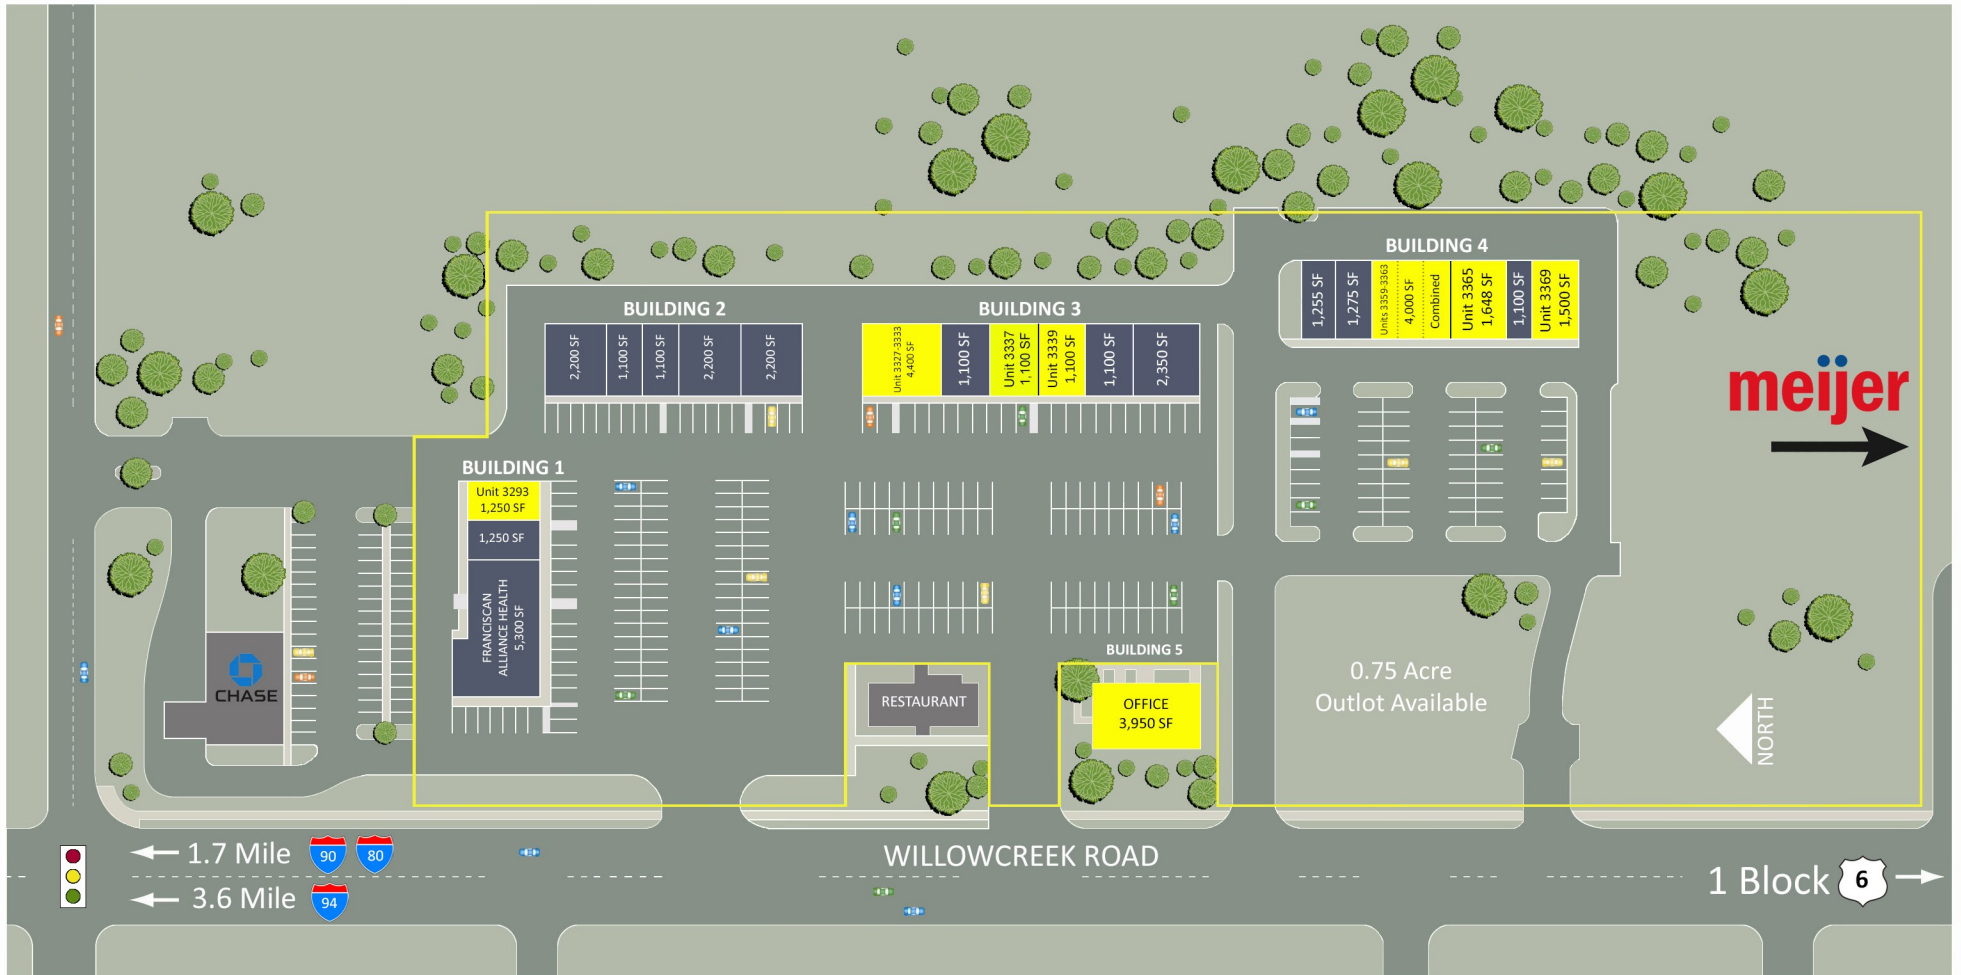 BUILDING 4
1,255 SF
1,275 SF
Units 3359-3363
4,000 SF
Combined
Unit 3365
1,648 SF
1,100 SF
Unit 3369
1,500 SF
BUILDING 2
2,200 SF
1,100 SF
1,100 SF
2,200 SF
2,200 SF
BUILDING 3
Unit 3327-3333
4,400 SF
1,100 SF
Unit 3337
1,100 SF
Unit 3339
1,100 SF
1,100 SF
2,350 SF
meijer
BUILDING 1
Unit 3293
1,250 SF
1,250 SF
FRANCISCAN
ALLIANCE HEALTH
5,300 SF
CHASE
RESTAURANT
BUILDING 5
OFFICE
3,950 SF
0.75 Acre
Outlot Available
NORTH
1.7 Mile 90 80
3.6 Mile 94
WILLOWCREEK ROAD
1 Block 6